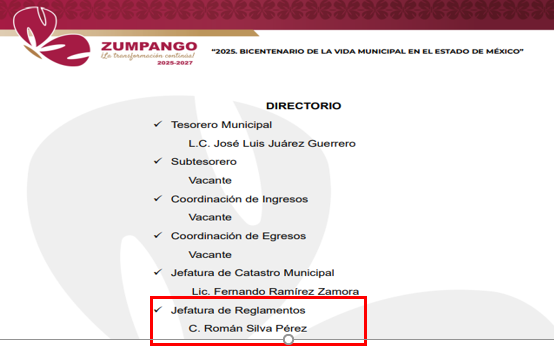 ZUMPANGO
¡La transformación continúa!
2025-2027
"2025. BICENTENARIO DE LA VIDA MUNICIPAL EN EL ESTADO DE MÉXICO"
DIRECTORIO
✓ Tesorero Municipal
L.C. José Luis Juárez Guerrero
✓ Subtesorero
Vacante
✓ Coordinación de Ingresos
Vacante
✓ Coordinación de Egresos
Vacante
✓ Jefatura de Catastro Municipal
Lic. Fernando Ramírez Zamora
✓ Jefatura de Reglamentos
C. Román Silva Pérez